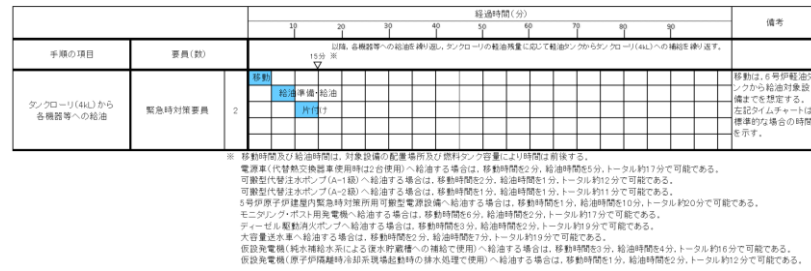 経過時間(分)
備考
10 20 30 40 50 60 70 80 90
手順の項目
要員(数)
以降、各機器等への給油を繰り返し、タンクローリの軽油残量に応じて軽油タンクからタンクローリ(4kL)への補給を繰り返す。
15分 ※
タンクローリ(4kL)から
各機器等への給油
緊急時対策要員
2
移動
給油準備・給油
片付け
移動は、6号炉軽油タ
ンクから給油対象設
備までを想定する。
左記タイムチャートは
標準的な場合の時間
を示す。
※ 移動時間及び給油時間は、対象設備の配置場所及び燃料タンク容量により時間は前後する。
電源車(代替熱交換器車使用時は2台使用)へ給油する場合は、移動時間を2分、給油時間を5分、トータル約17分で可能である。
可搬型代替注水ポンプ(A-1級)へ給油する場合は、移動時間を2分、給油時間を1分、トータル約12分で可能である。
可搬型代替注水ポンプ(A-2級)へ給油する場合は、移動時間を1分、給油時間を1分、トータル約11分で可能である。
5号炉原子炉建屋内緊急時対策所用可搬型電源設備へ給油する場合は、移動時間を1分、給油時間を10分、トータル約20分で可能である。
モニタリング・ポスト用発電機へ給油する場合は、移動時間を6分、給油時間を2分、トータル約17分で可能である。
ディーゼル駆動消火ポンプへ給油する場合は、移動時間を3分、給油時間を2分、トータル約19分で可能である。
大容量送水車へ給油する場合は、移動時間を2分、給油時間を7分、トータル約19分で可能である。
仮設発電機(純水補給水系による復水貯蔵槽への補給で使用)へ給油する場合は、移動時間を3分、給油時間を4分、トータル約16分で可能である。
仮設発電機(原子炉隔離時冷却系現場起動時の排水処理で使用)へ給油する場合は、移動時間を1分、給油時間を2分、トータル約12分で可能である。